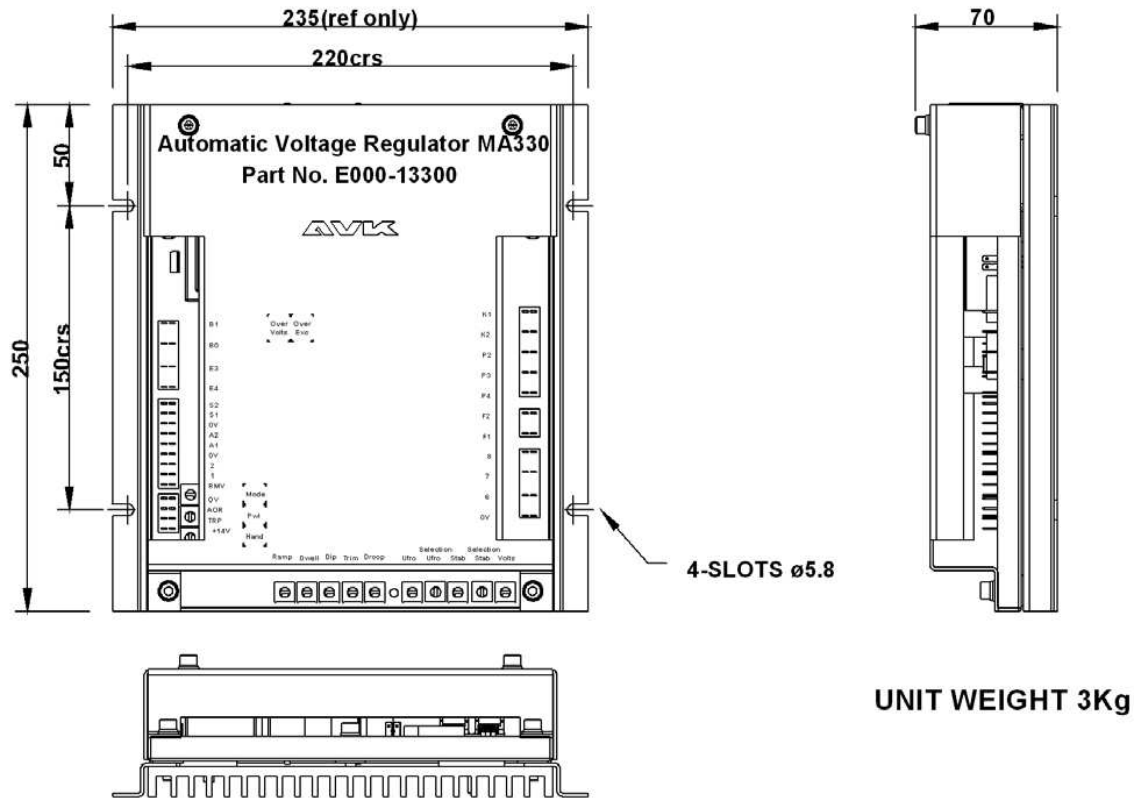 235(ref only)
220crs
70
50
150crs
250
Automatic Voltage Regulator MA330
Part No. E000-13300
AVK
Over Over
Volts Exc
B1
B0
E3
E4
S2
S1
0V
A2
A1
0V
2
1
RMV
0V
AOR
TRP
+14V
K1
K2
P2
P3
P4
F2
F1
8
7
6
0V
Mode
Pwr
Hand
Selection Selection
Ramp Dwell Dip Trim Droop Ufro Ufro Stab Stab Volts
4-SLOTS ø5.8
UNIT WEIGHT 3Kg